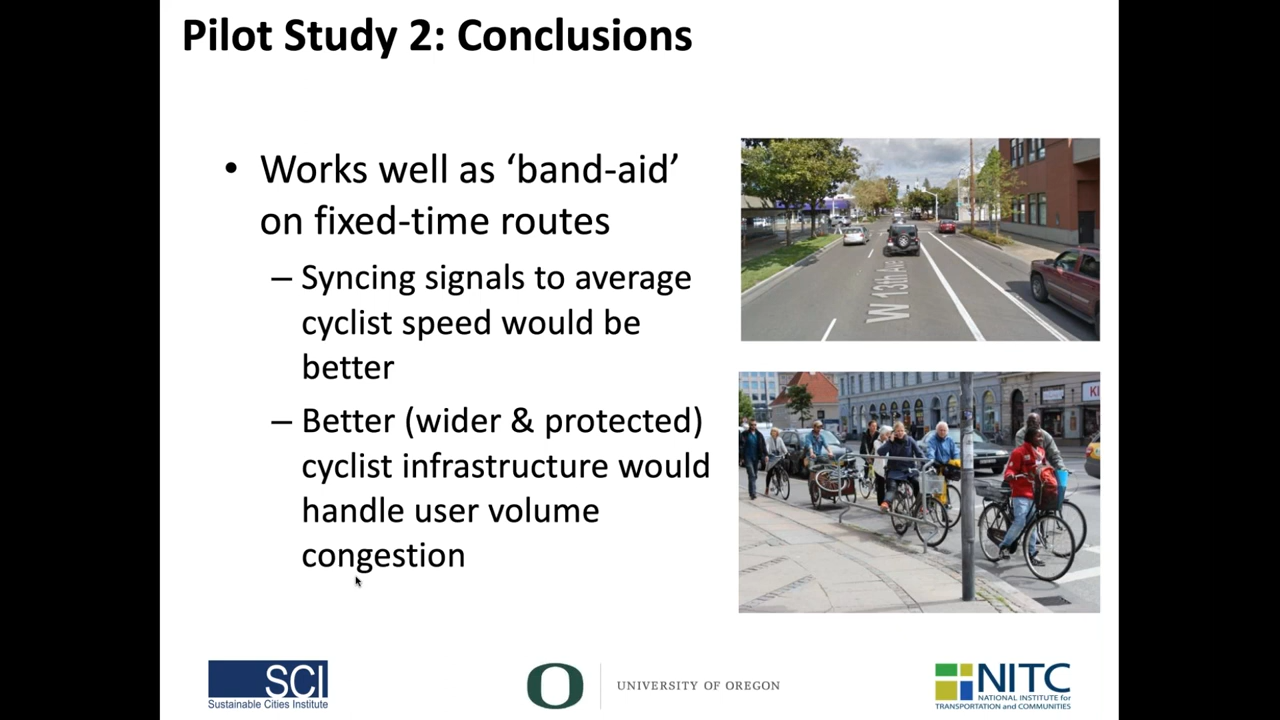 Pilot Study 2: Conclusions
• Works well as ‘band-aid’
on fixed-time routes
– Syncing signals to average
cyclist speed would be
better
– Better (wider & protected)
cyclist infrastructure would
handle user volume
congestion
W 13th Ave
KI
SCI
Sustainable Cities Institute
O
UNIVERSITY OF OREGON
NITC
NATIONAL INSTITUTE for
TRANSPORTATION and COMMUNITIES